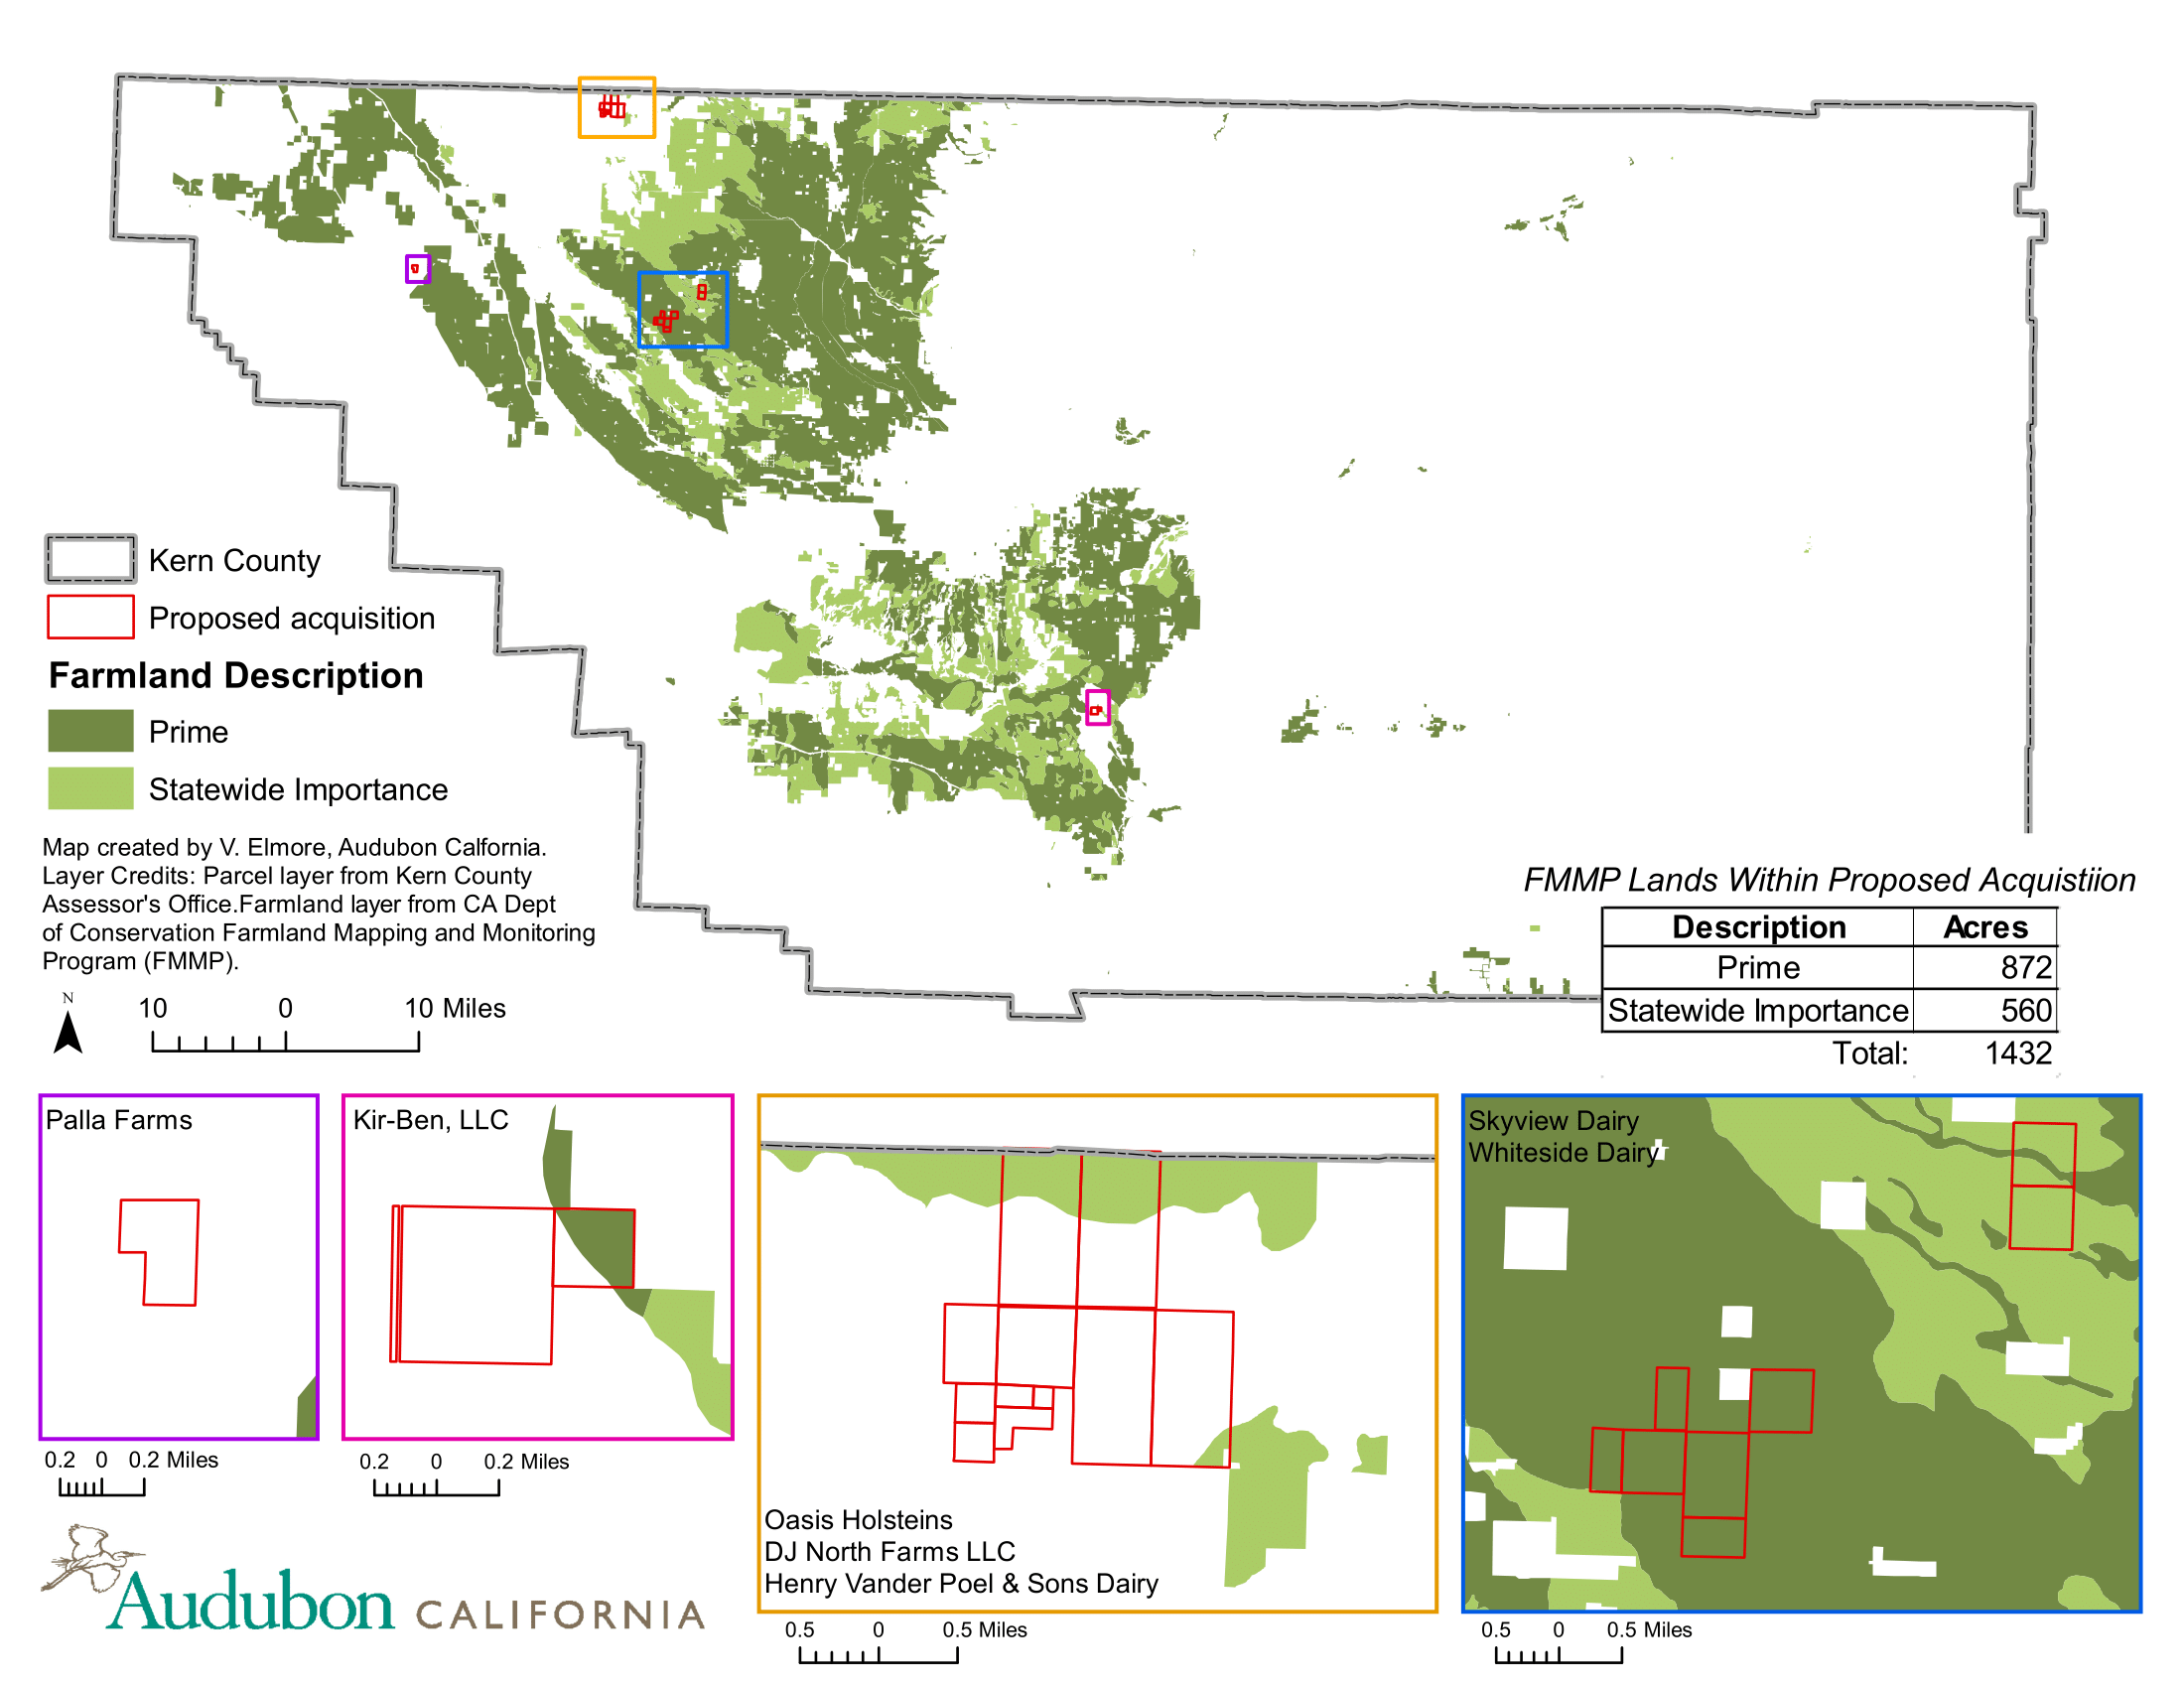 Kern County
Proposed acquisition
Farmland Description
Prime
Statewide Importance
Map created by V. Elmore, Audubon Calfornia.
Layer Credits: Parcel layer from Kern County
Assessor's Office.Farmland layer from CA Dept
of Conservation Farmland Mapping and Monitoring
Program (FMMP).
N
10 0 10 Miles
FMMP Lands Within Proposed Acquistiion
Description Acres
Prime 872
Statewide Importance 560
Total: 1432
Palla Farms
0.2 0 0.2 Miles
Kir-Ben, LLC
0.2 0 0.2 Miles
Oasis Holsteins
DJ North Farms LLC
Henry Vander Poel & Sons Dairy
0.5 0 0.5 Miles
Skyview Dairy
Whiteside Dairy
0.5 0 0.5 Miles
Audubon CALIFORNIA